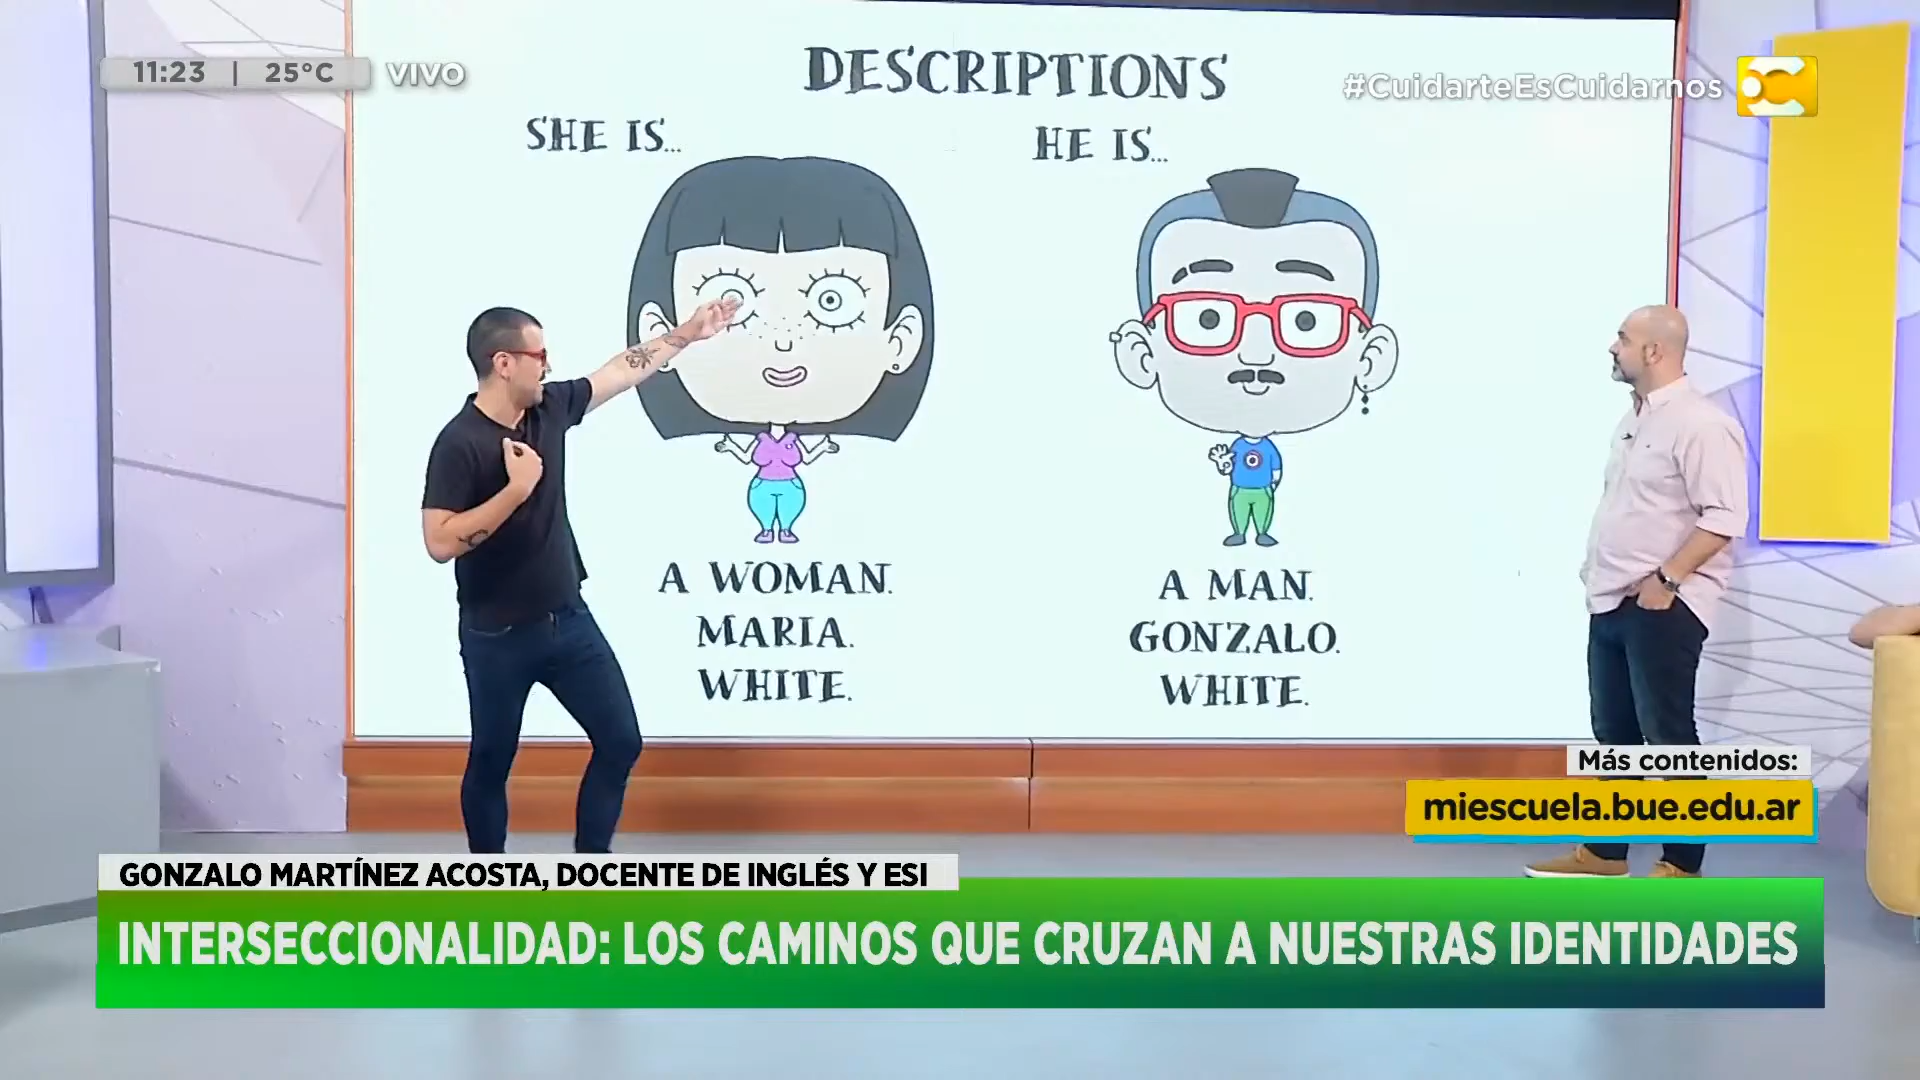 11:23 | 25°C VIVO
#CuidarteEsCuidarnos
DESCRIPTIONS
SHE IS...
HE IS...
A WOMAN.
MARIA.
WHITE.
A MAN.
GONZALO.
WHITE.
Más contenidos:
miescuela.bue.edu.ar
GONZALO MARTÍNEZ ACOSTA, DOCENTE DE INGLÉS Y ESI
INTERSECCIONALIDAD: LOS CAMINOS QUE CRUZAN A NUESTRAS IDENTIDADES